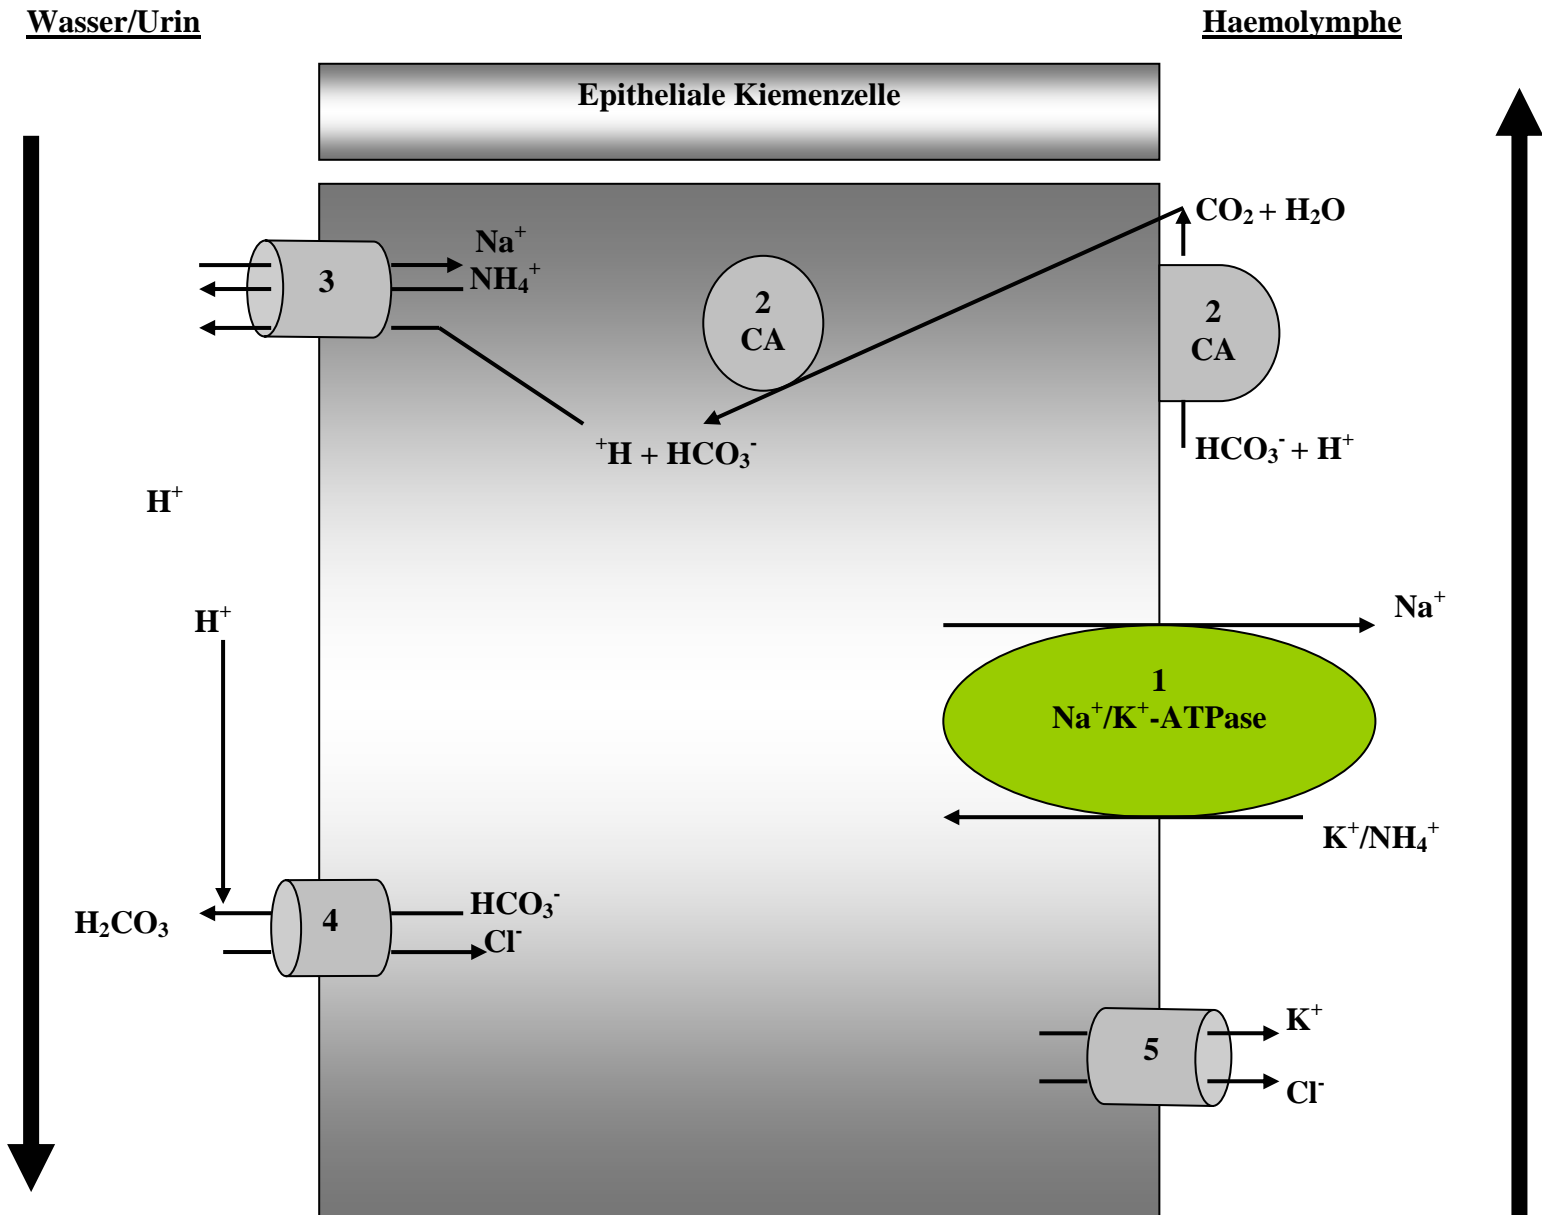 Wasser/Urin
Haemolymphe
Epitheliale Kiemenzelle
CO₂ + H₂O
Na⁺
NH₄⁺
3
2
CA
2
CA
⁺H + HCO₃⁻
HCO₃⁻ + H⁺
H⁺
H⁺
Na⁺
1
Na⁺/K⁺-ATPase
K⁺/NH₄⁺
H₂CO₃
4
HCO₃⁻
Cl⁻
5
K⁺
Cl⁻